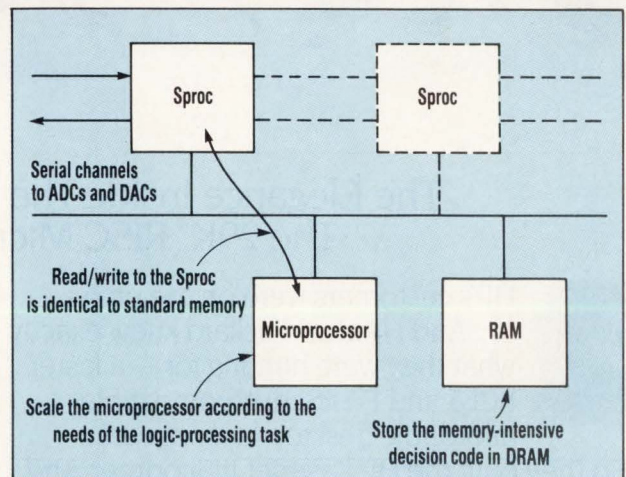 Sproc
Sproc
Serial channels
to ADCs and DACs
Read/write to the Sproc
is identical to standard memory
Microprocessor
RAM
Scale the microprocessor according to the
needs of the logic-processing task
Store the memory-intensive
decision code in DRAM